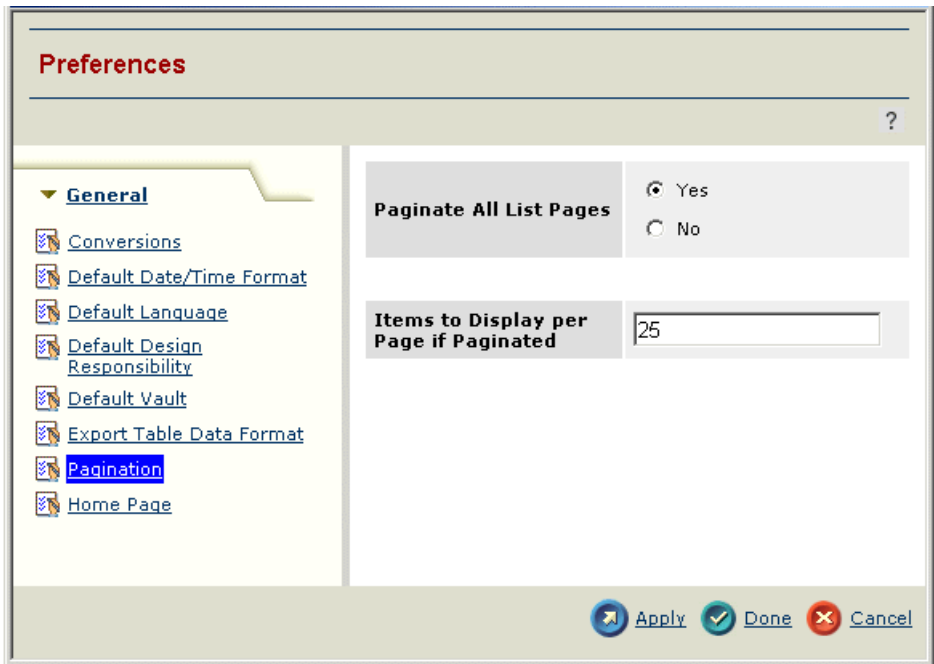 Preferences
?
General
Conversions
Default Date/Time Format
Default Language
Default Design
Responsibility
Default Vault
Export Table Data Format
Pagination
Home Page
Paginate All List Pages
Yes
No
Items to Display per
Page if Paginated
25
Apply
Done
Cancel